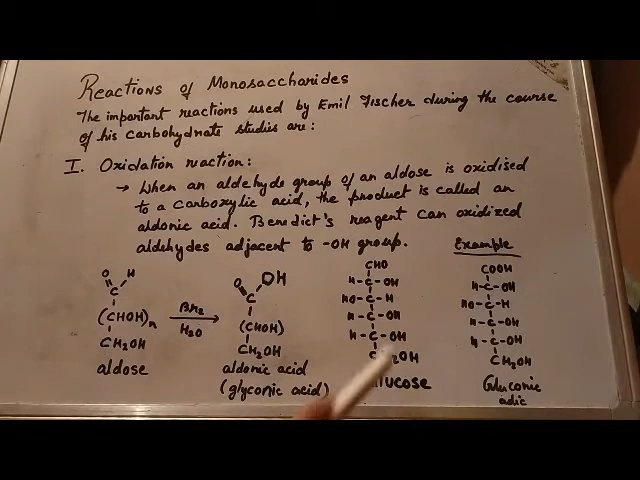 Reactions of Monosaccharides
The important reactions used by Emil Fischer during the course
of his carbohydrate studies are:
I. Oxidation reaction:
→ When an aldehyde group of an aldose is oxidised
to a carboxylic acid, the product is called an
aldonic acid. Benedict's reagent can oxidized
aldehydes adjacent to -OH group.
Example
O H
C
(CHOH)n
CH2OH
aldose
Br2
H2O
O OH
C
(CHOH)
CH2OH
aldonic acid
(glyconic acid)
CHO
H-C-OH
HO-C-H
H-C-OH
H-C-OH
OH
lucose
COOH
H-C-OH
HO-C-H
H-C-OH
H-C-OH
CH2OH
Gluconic
adic